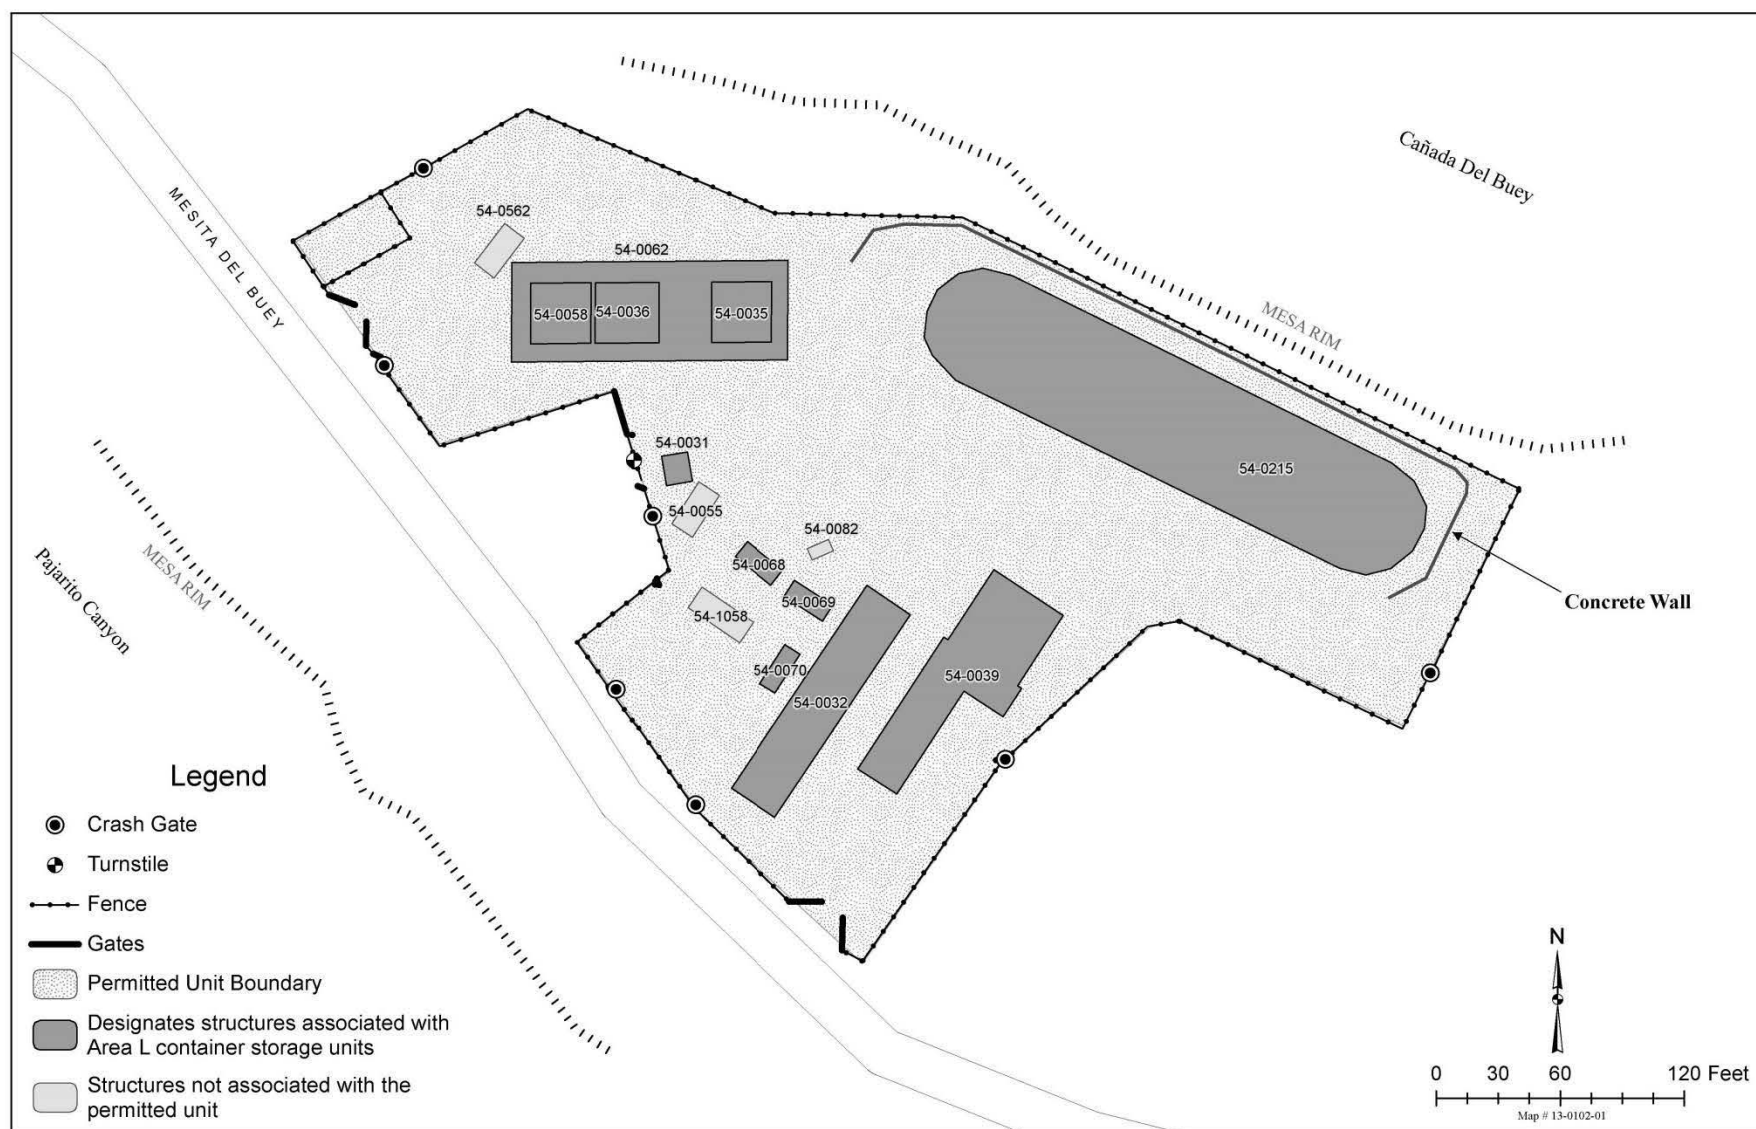 Cañada Del Buey
MESITA DEL BUEY
54-0562
54-0062
54-0058
54-0036
54-0035
MESA RIM
54-0031
54-0215
54-0055
54-0082
54-0068
54-0069
54-1058
54-0070
54-0032
54-0039
Concrete Wall
Pajarito Canyon
MESA RIM
Legend
Crash Gate
Turnstile
Fence
Gates
Permitted Unit Boundary
Designates structures associated with
Area L container storage units
Structures not associated with the
permitted unit
N
0 30 60 120 Feet
Map # 13-0102-01